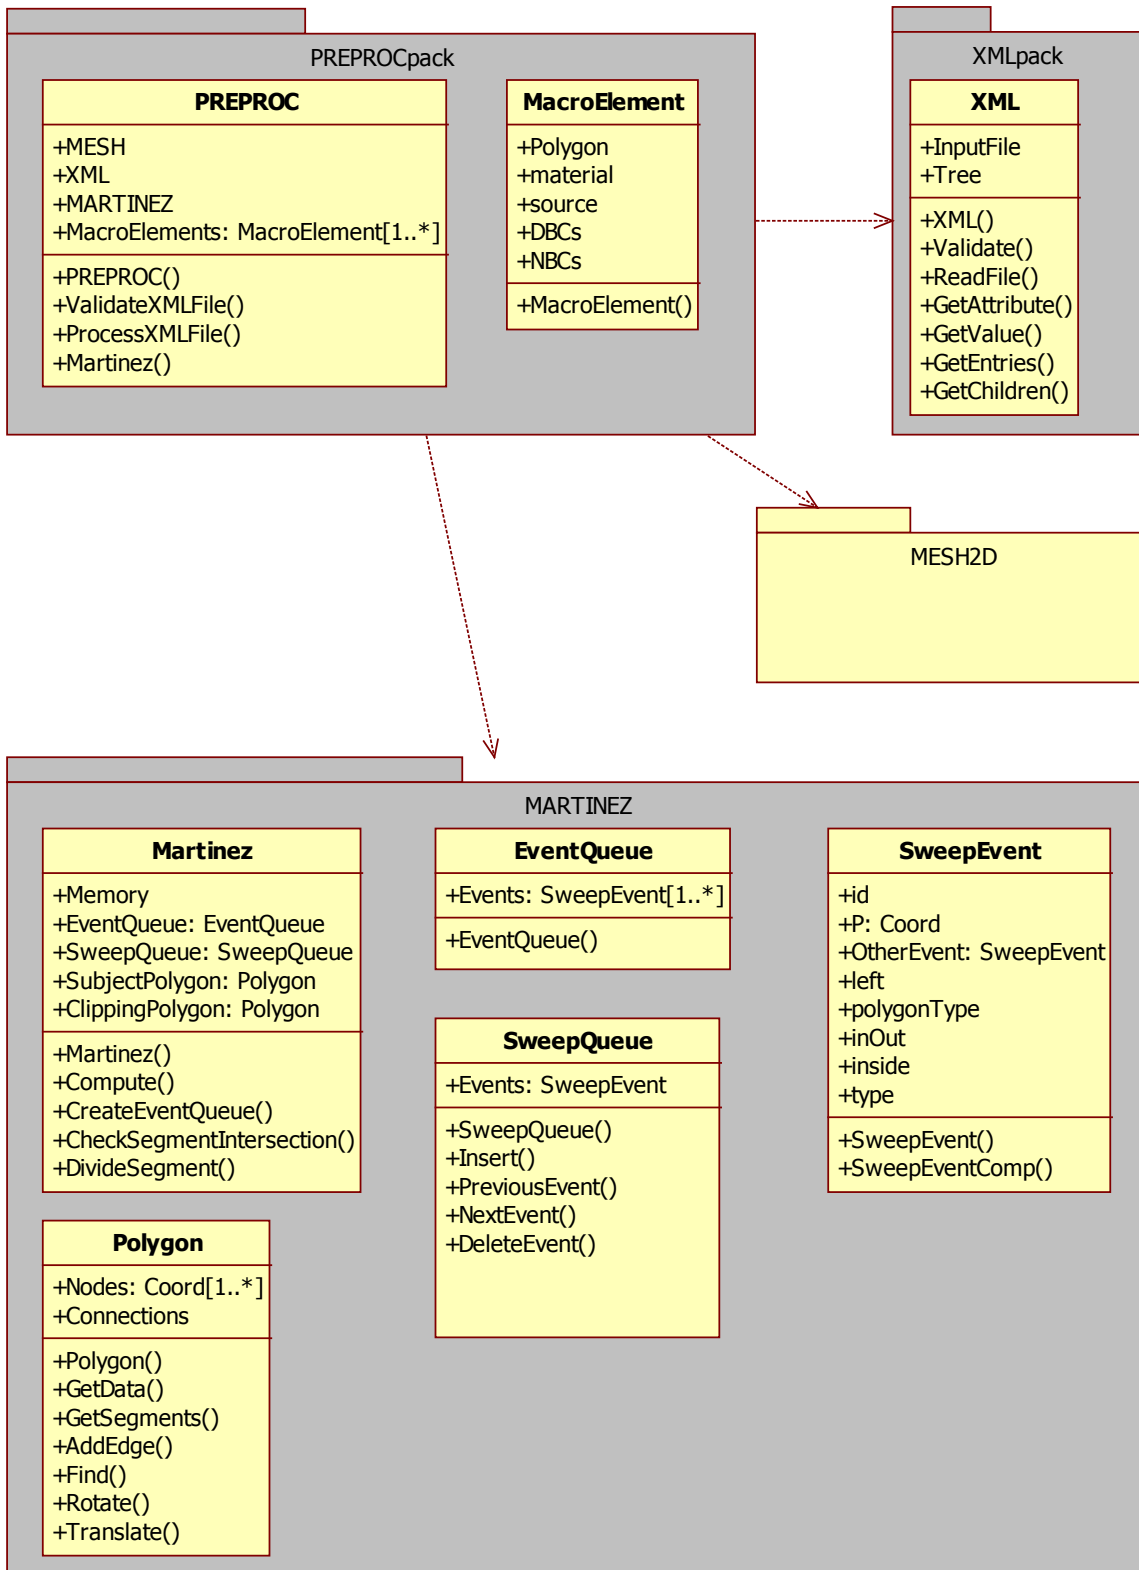 PREPROCpack
PREPROC
+MESH
+XML
+MARTINEZ
+MacroElements: MacroElement[1..*]
+PREPROC()
+ValidateXMLFile()
+ProcessXMLFile()
+Martinez()
MacroElement
+Polygon
+material
+source
+DBCs
+NBCs
+MacroElement()
XMLpack
XML
+InputFile
+Tree
+XML()
+Validate()
+ReadFile()
+GetAttribute()
+GetValue()
+GetEntries()
+GetChildren()
MESH2D
MARTINEZ
Martinez
+Memory
+EventQueue: EventQueue
+SweepQueue: SweepQueue
+SubjectPolygon: Polygon
+ClippingPolygon: Polygon
+Martinez()
+Compute()
+CreateEventQueue()
+CheckSegmentIntersection()
+DivideSegment()
EventQueue
+Events: SweepEvent[1..*]
+EventQueue()
SweepEvent
+id
+P: Coord
+OtherEvent: SweepEvent
+left
+polygonType
+inOut
+inside
+type
+SweepEvent()
+SweepEventComp()
SweepQueue
+Events: SweepEvent
+SweepQueue()
+Insert()
+PreviousEvent()
+NextEvent()
+DeleteEvent()
Polygon
+Nodes: Coord[1..*]
+Connections
+Polygon()
+GetData()
+GetSegments()
+AddEdge()
+Find()
+Rotate()
+Translate()